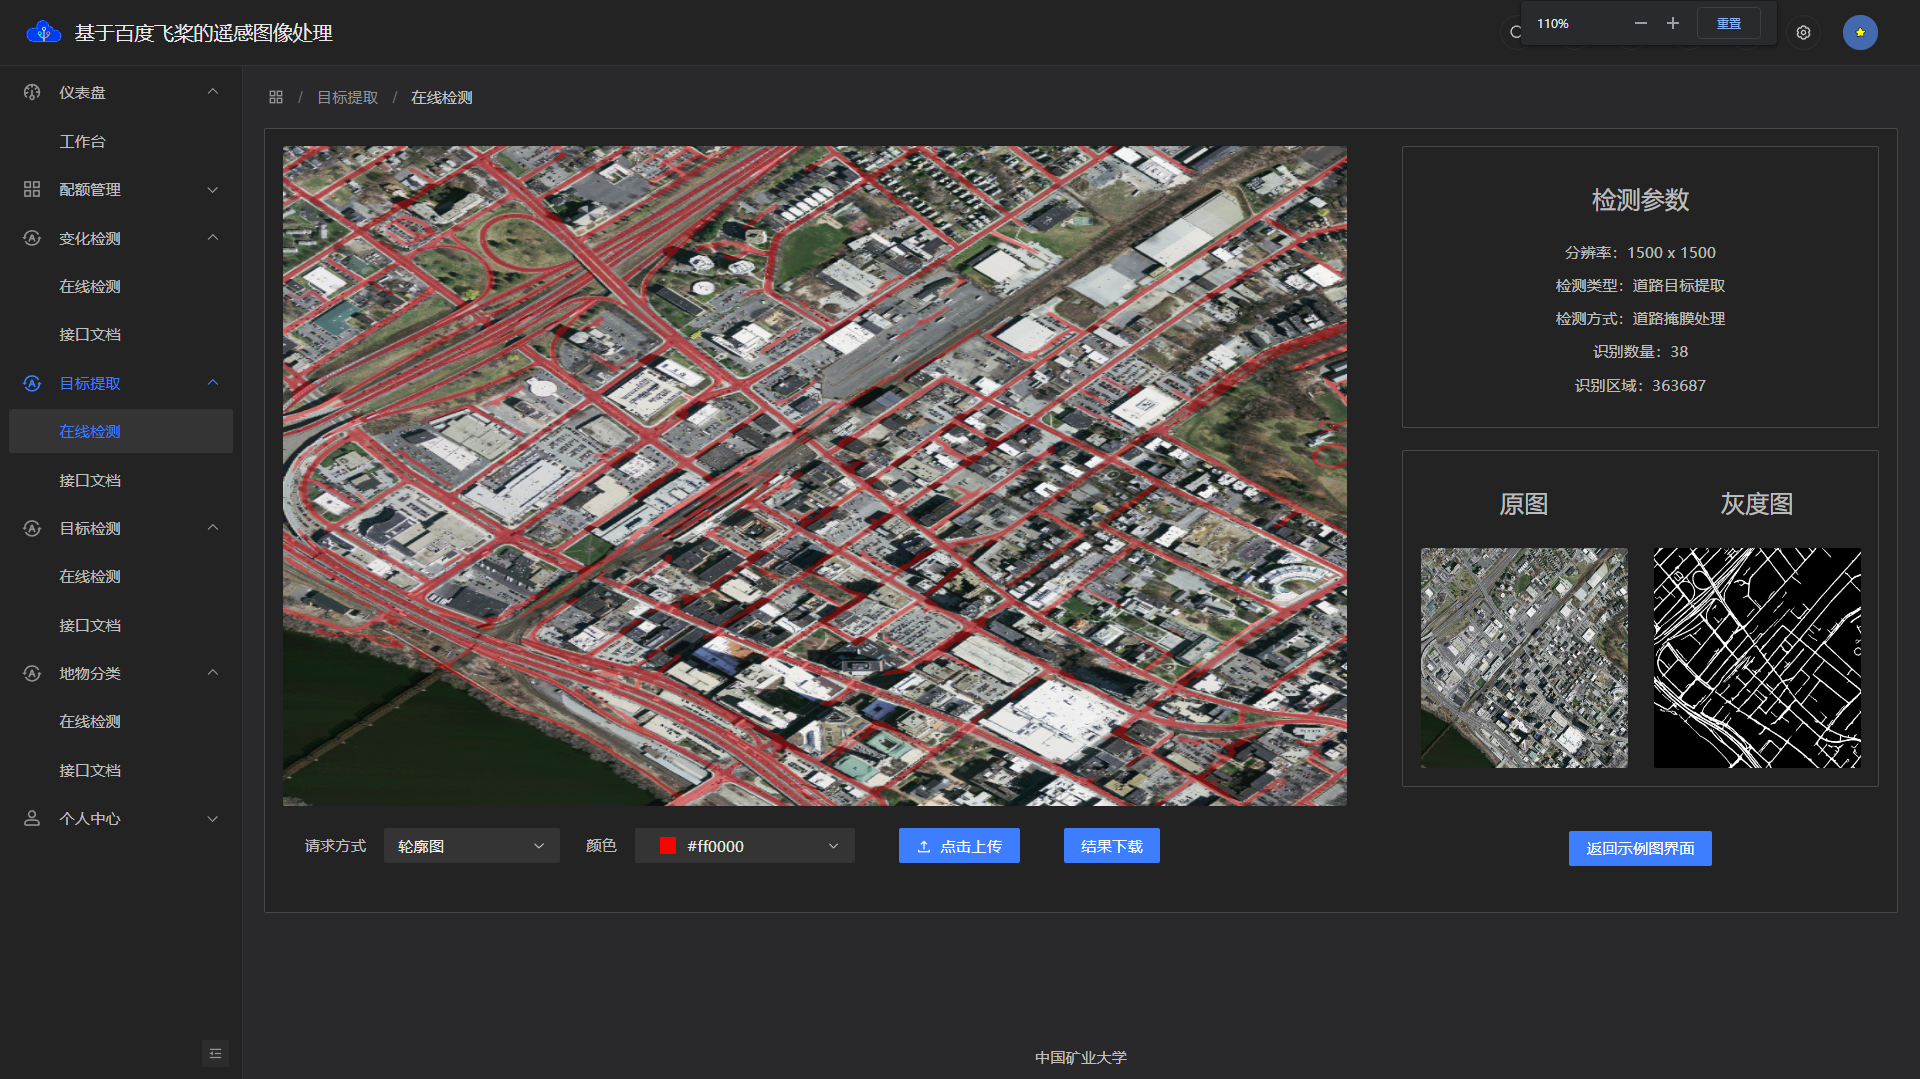 基于百度飞桨的遥感图像处理
110%
重置
仪表盘
工作台
配额管理
变化检测
在线检测
接口文档
目标提取
在线检测
接口文档
目标检测
在线检测
接口文档
地物分类
在线检测
接口文档
个人中心
/ 目标提取 / 在线检测
检测参数
分辨率：1500 x 1500
检测类型：道路目标提取
检测方式：道路掩膜处理
识别数量：38
识别区域：363687
原图
灰度图
请求方式
轮廓图
颜色
#ff0000
点击上传
结果下载
返回示例图界面
中国矿业大学